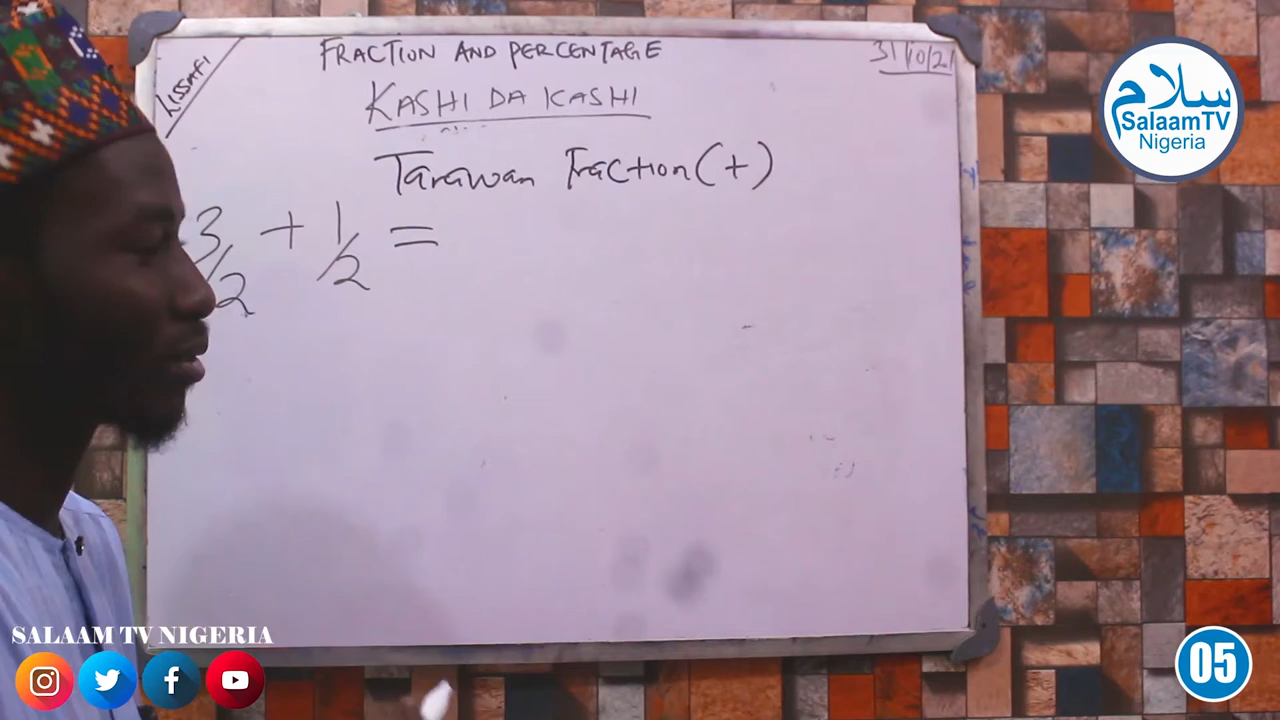 LISSAFI
FRACTION AND PERCENTAGE
31/10/21
KASHI DA KASHI
Tarawan Fraction (+)
3/2 + 1/2 =
سلام
SalaamTV
Nigeria
SALAAM TV NIGERIA
05